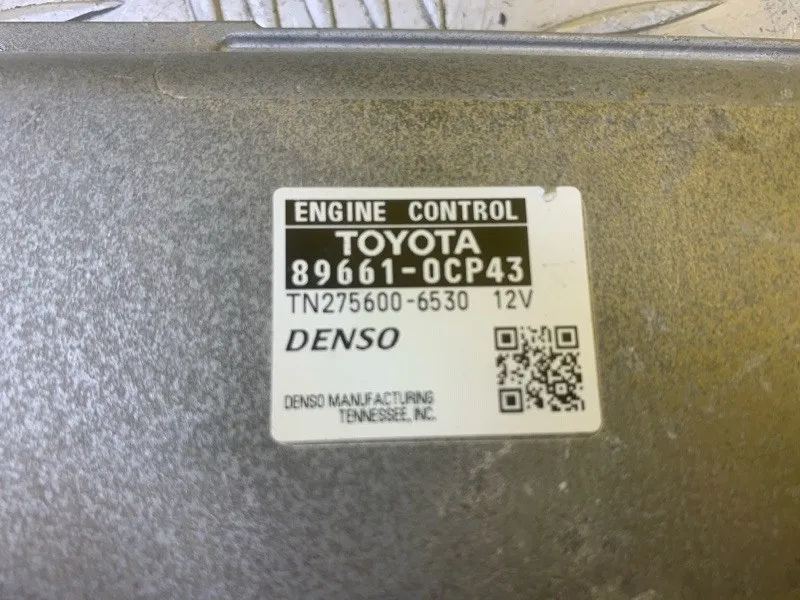 ENGINE CONTROL
TOYOTA
89661-0CP43
TN275600-6530 12V
DENSO
DENSO MANUFACTURING
TENNESSEE, INC.